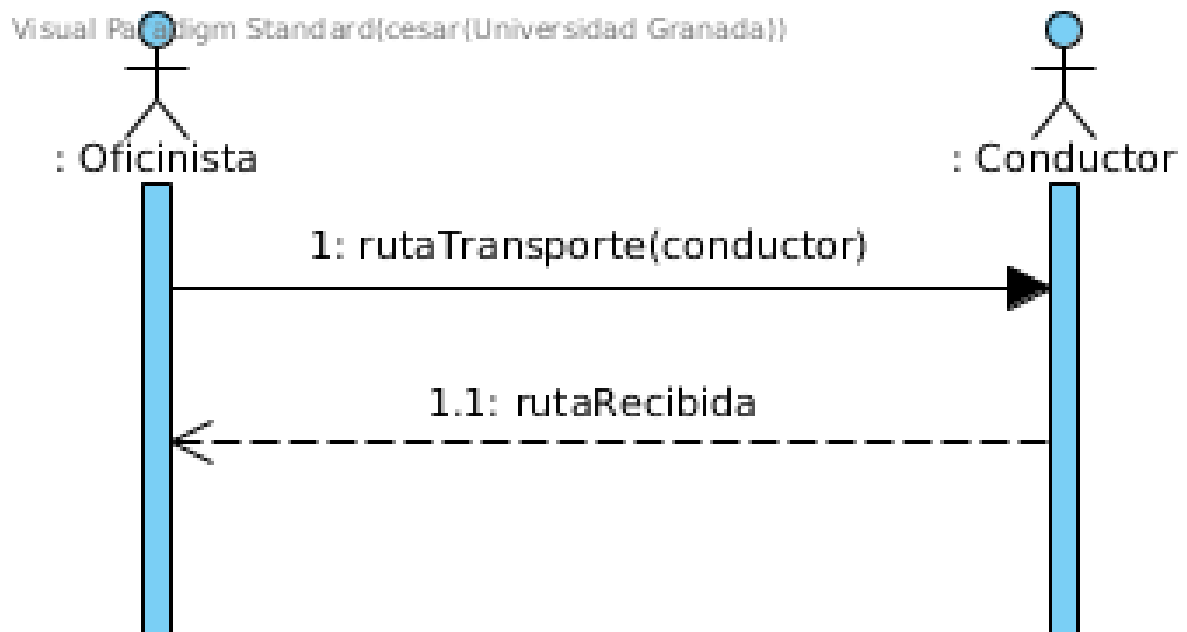 Visual Paradigm Standard(cesar(Universidad Granada))
: Oficinista
: Conductor
1: rutaTransporte(conductor)
1.1: rutaRecibida